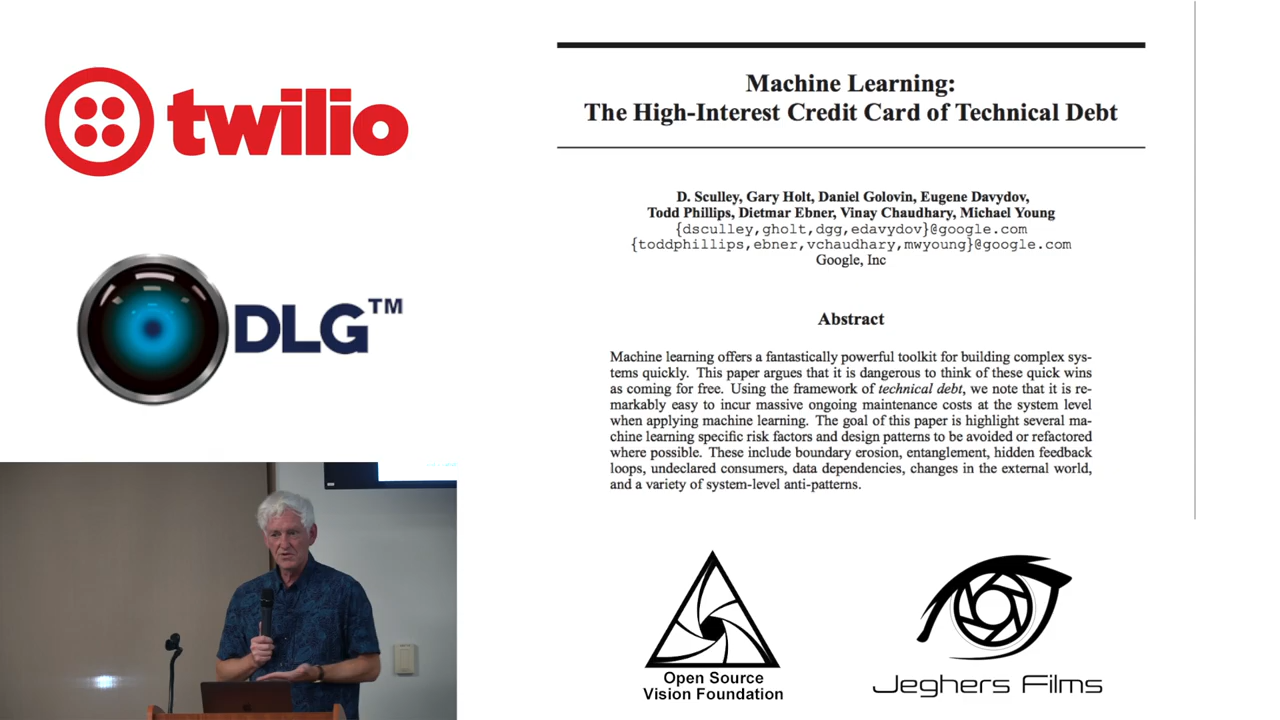 twilio
DLG™
Machine Learning:
The High-Interest Credit Card of Technical Debt
D. Sculley, Gary Holt, Daniel Golovin, Eugene Davydov,
Todd Phillips, Dietmar Ebner, Vinay Chaudhary, Michael Young
{dsculley,gholt,dgg,edavydov}@google.com
{toddphillips,ebner,vchaudhary,mwyoung}@google.com
Google, Inc
Abstract
Machine learning offers a fantastically powerful toolkit for building complex sys-
tems quickly. This paper argues that it is dangerous to think of these quick wins
as coming for free. Using the framework of technical debt, we note that it is re-
markably easy to incur massive ongoing maintenance costs at the system level
when applying machine learning. The goal of this paper is highlight several ma-
chine learning specific risk factors and design patterns to be avoided or refactored
where possible. These include boundary erosion, entanglement, hidden feedback
loops, undeclared consumers, data dependencies, changes in the external world,
and a variety of system-level anti-patterns.
Open Source
Vision Foundation
Jeghers Films